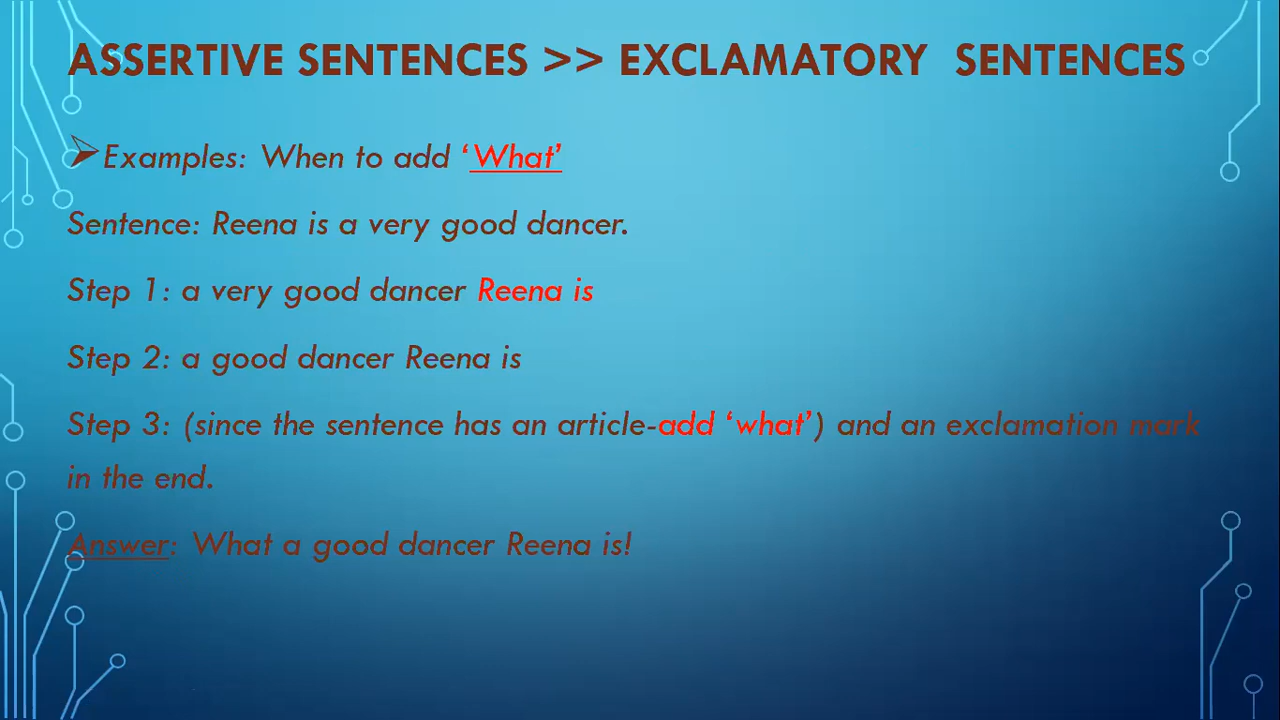 ASSERTIVE SENTENCES >> EXCLAMATORY SENTENCES
➢Examples: When to add ‘What’
Sentence: Reena is a very good dancer.
Step 1: a very good dancer Reena is
Step 2: a good dancer Reena is
Step 3: (since the sentence has an article-add ‘what’) and an exclamation mark
in the end.
Answer: What a good dancer Reena is!